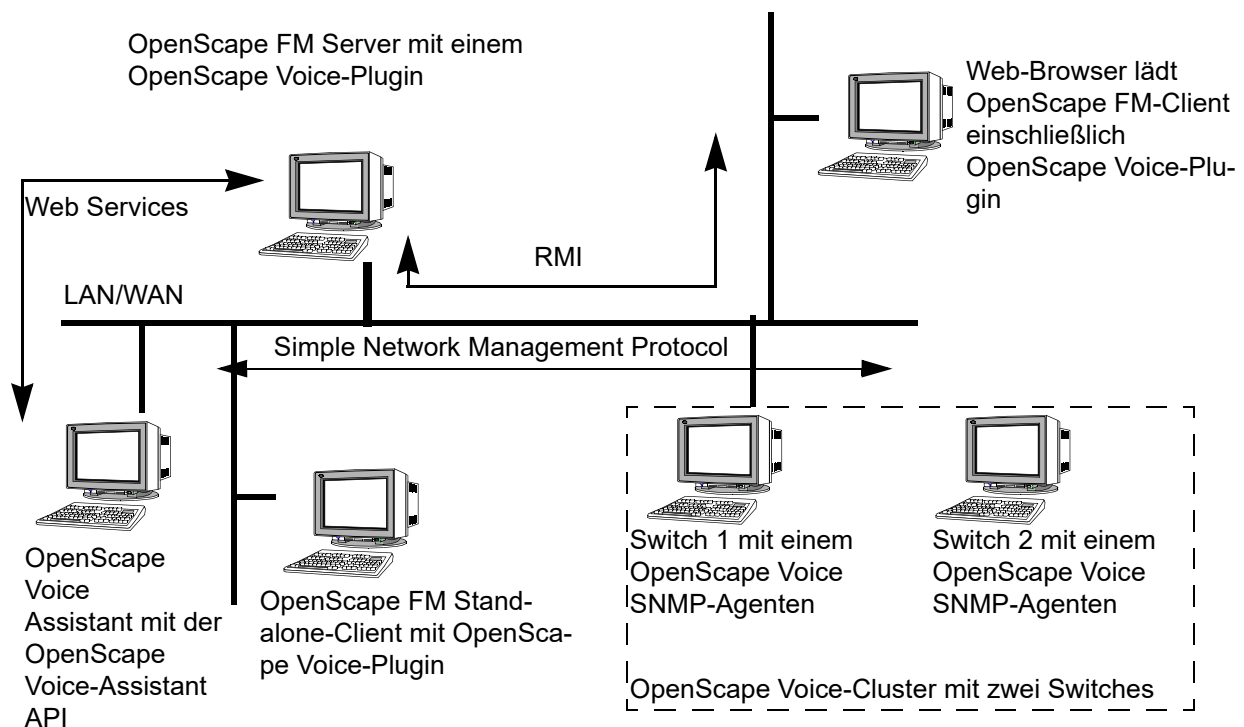 OpenScape FM Server mit einem
OpenScape Voice-Plugin
Web-Browser lädt
OpenScape FM-Client
einschließlich
OpenScape Voice-Plu-
gin
Web Services
RMI
LAN/WAN
Simple Network Management Protocol
OpenScape
Voice
Assistant mit der
OpenScape
Voice-Assistant
API
OpenScape FM Stand-
alone-Client mit OpenSca-
pe Voice-Plugin
Switch 1 mit einem
OpenScape Voice
SNMP-Agenten
Switch 2 mit einem
OpenScape Voice
SNMP-Agenten
OpenScape Voice-Cluster mit zwei Switches